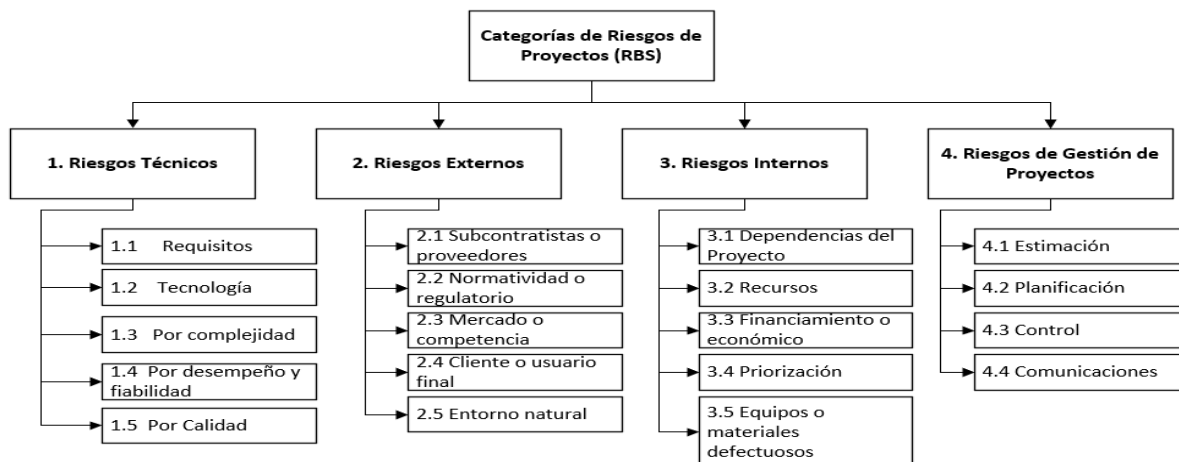 Categorías de Riesgos de
Proyectos (RBS)
1. Riesgos Técnicos
2. Riesgos Externos
3. Riesgos Internos
4. Riesgos de Gestión de
Proyectos
1.1 Requisitos
1.2 Tecnología
1.3 Por complejidad
1.4 Por desempeño y
fiabilidad
1.5 Por Calidad
2.1 Subcontratistas o
proveedores
2.2 Normatividad o
regulatorio
2.3 Mercado o
competencia
2.4 Cliente o usuario
final
2.5 Entorno natural
3.1 Dependencias del
Proyecto
3.2 Recursos
3.3 Financiamiento o
económico
3.4 Priorización
3.5 Equipos o
materiales
defectuosos
4.1 Estimación
4.2 Planificación
4.3 Control
4.4 Comunicaciones